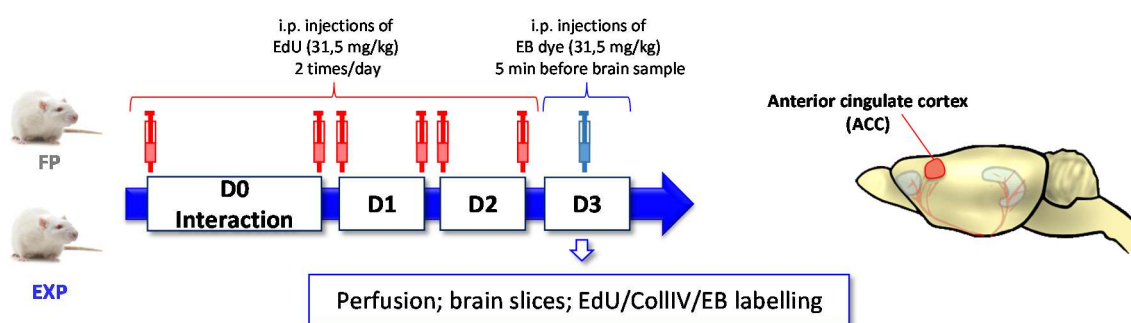 i.p. injections of
EdU (31,5 mg/kg)
2 times/day
i.p. injections of
EB dye (31,5 mg/kg)
5 min before brain sample
FP
EXP
D0
Interaction
D1
D2
D3
Perfusion; brain slices; EdU/CollIV/EB labelling
Anterior cingulate cortex
(ACC)